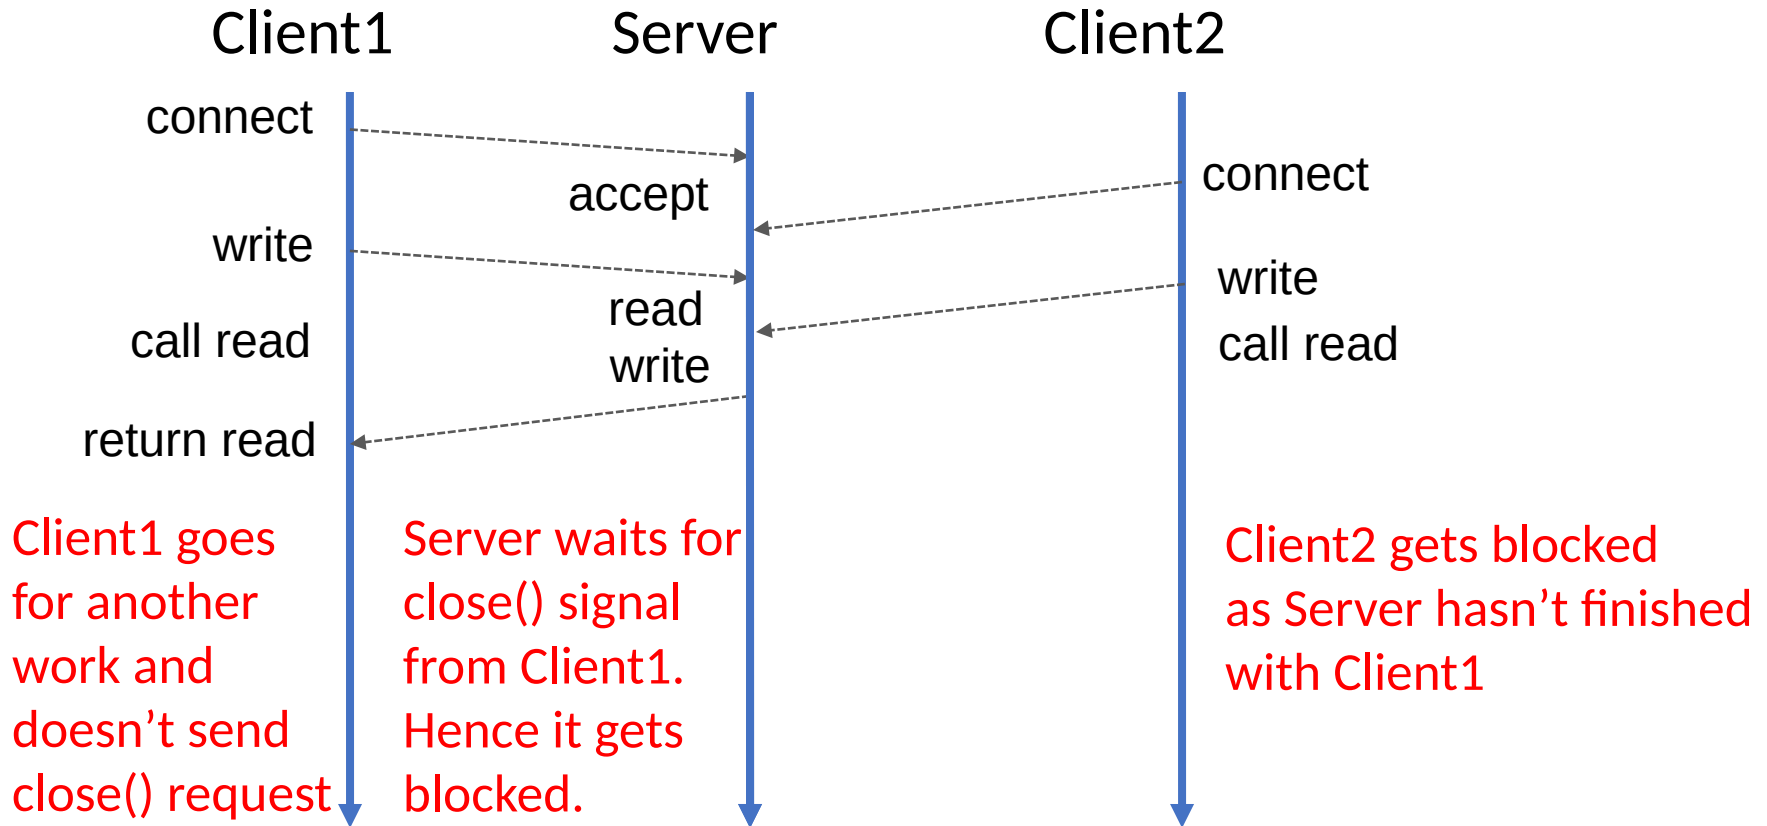 Client1
Server
Client2
connect
accept
connect
write
write
read
call read
call read
write
return read
Client1 goes
for another
work and
doesn’t send
close() request
Server waits for
close() signal
from Client1.
Hence it gets
blocked.
Client2 gets blocked
as Server hasn’t finished
with Client1